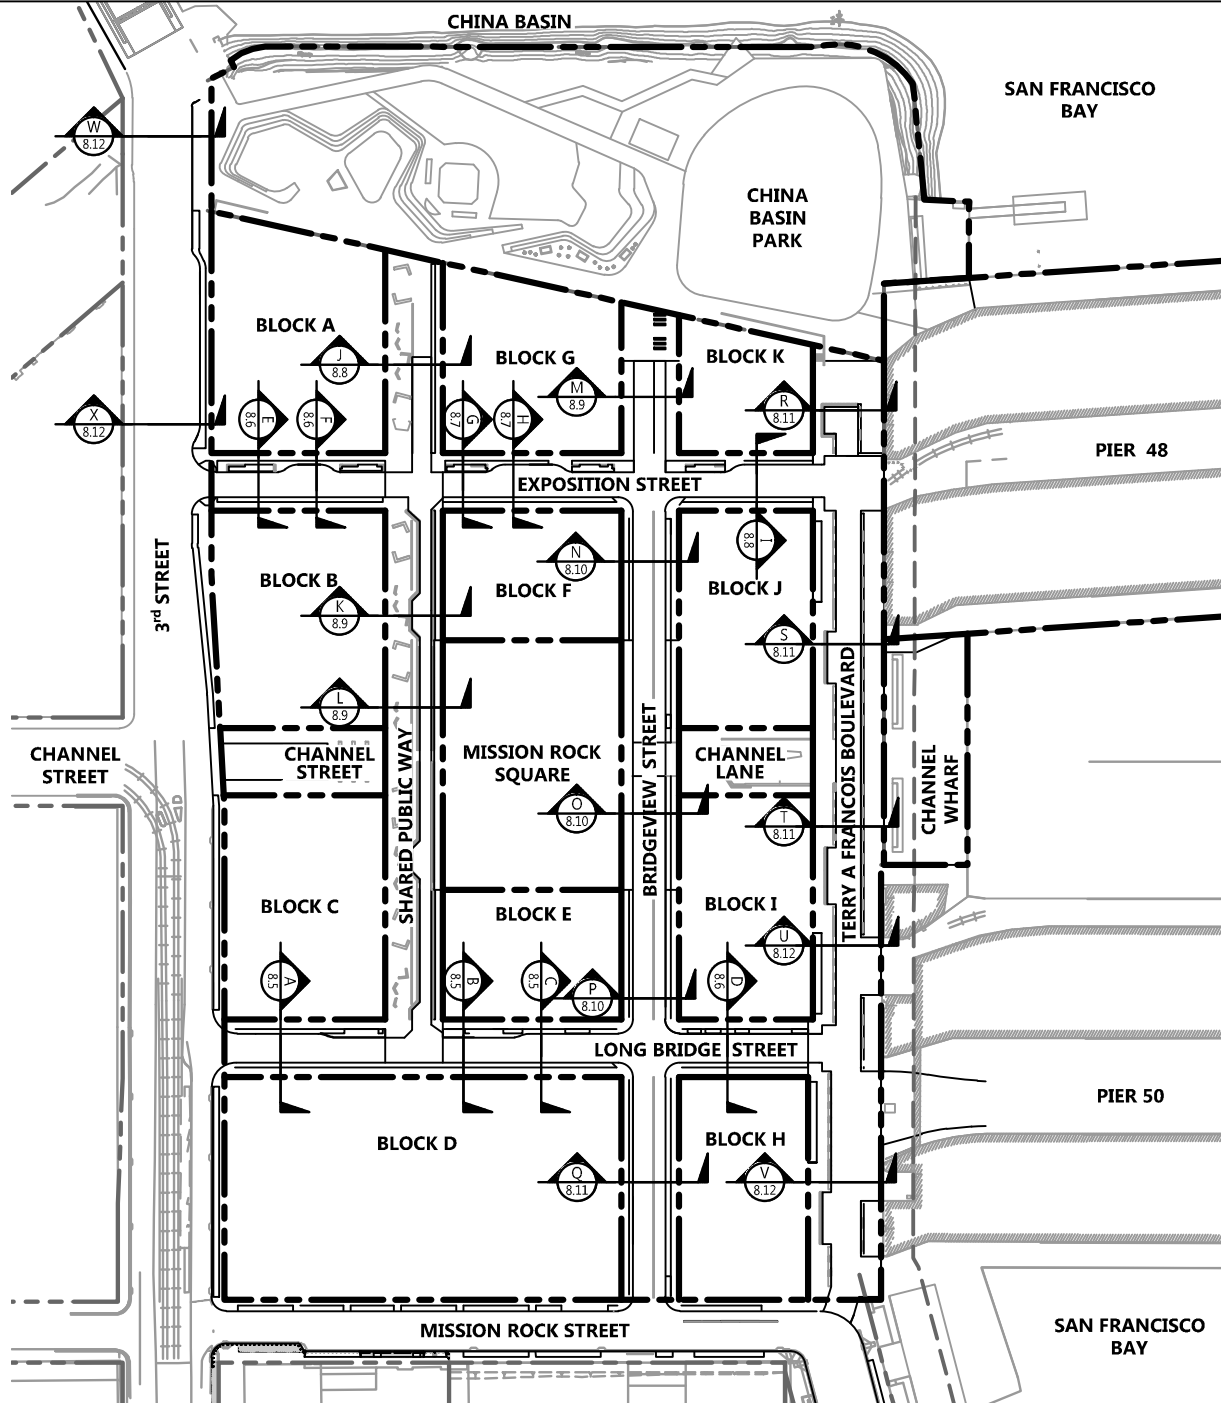 CHINA BASIN
SAN FRANCISCO
BAY
W
8.12
CHINA
BASIN
PARK
BLOCK A
BLOCK G
BLOCK K
J
8.8
M
8.9
R
8.11
X
8.12
E
8.6
F
8.6
G
8.7
H
8.7
PIER 48
EXPOSITION STREET
3rd STREET
N
8.10
I
8.8
BLOCK B
BLOCK F
BLOCK J
K
8.9
S
8.11
L
8.9
CHANNEL
STREET
CHANNEL
STREET
SHARED PUBLIC WAY
MISSION ROCK
SQUARE
BRIDGEVIEW STREET
CHANNEL
LANE
TERRY A FRANCOIS BOULEVARD
CHANNEL
WHARF
O
8.10
T
8.11
BLOCK C
BLOCK E
BLOCK I
U
8.12
A
8.5
B
8.5
C
8.5
P
8.10
D
8.6
LONG BRIDGE STREET
PIER 50
BLOCK D
BLOCK H
Q
8.11
V
8.12
MISSION ROCK STREET
SAN FRANCISCO
BAY